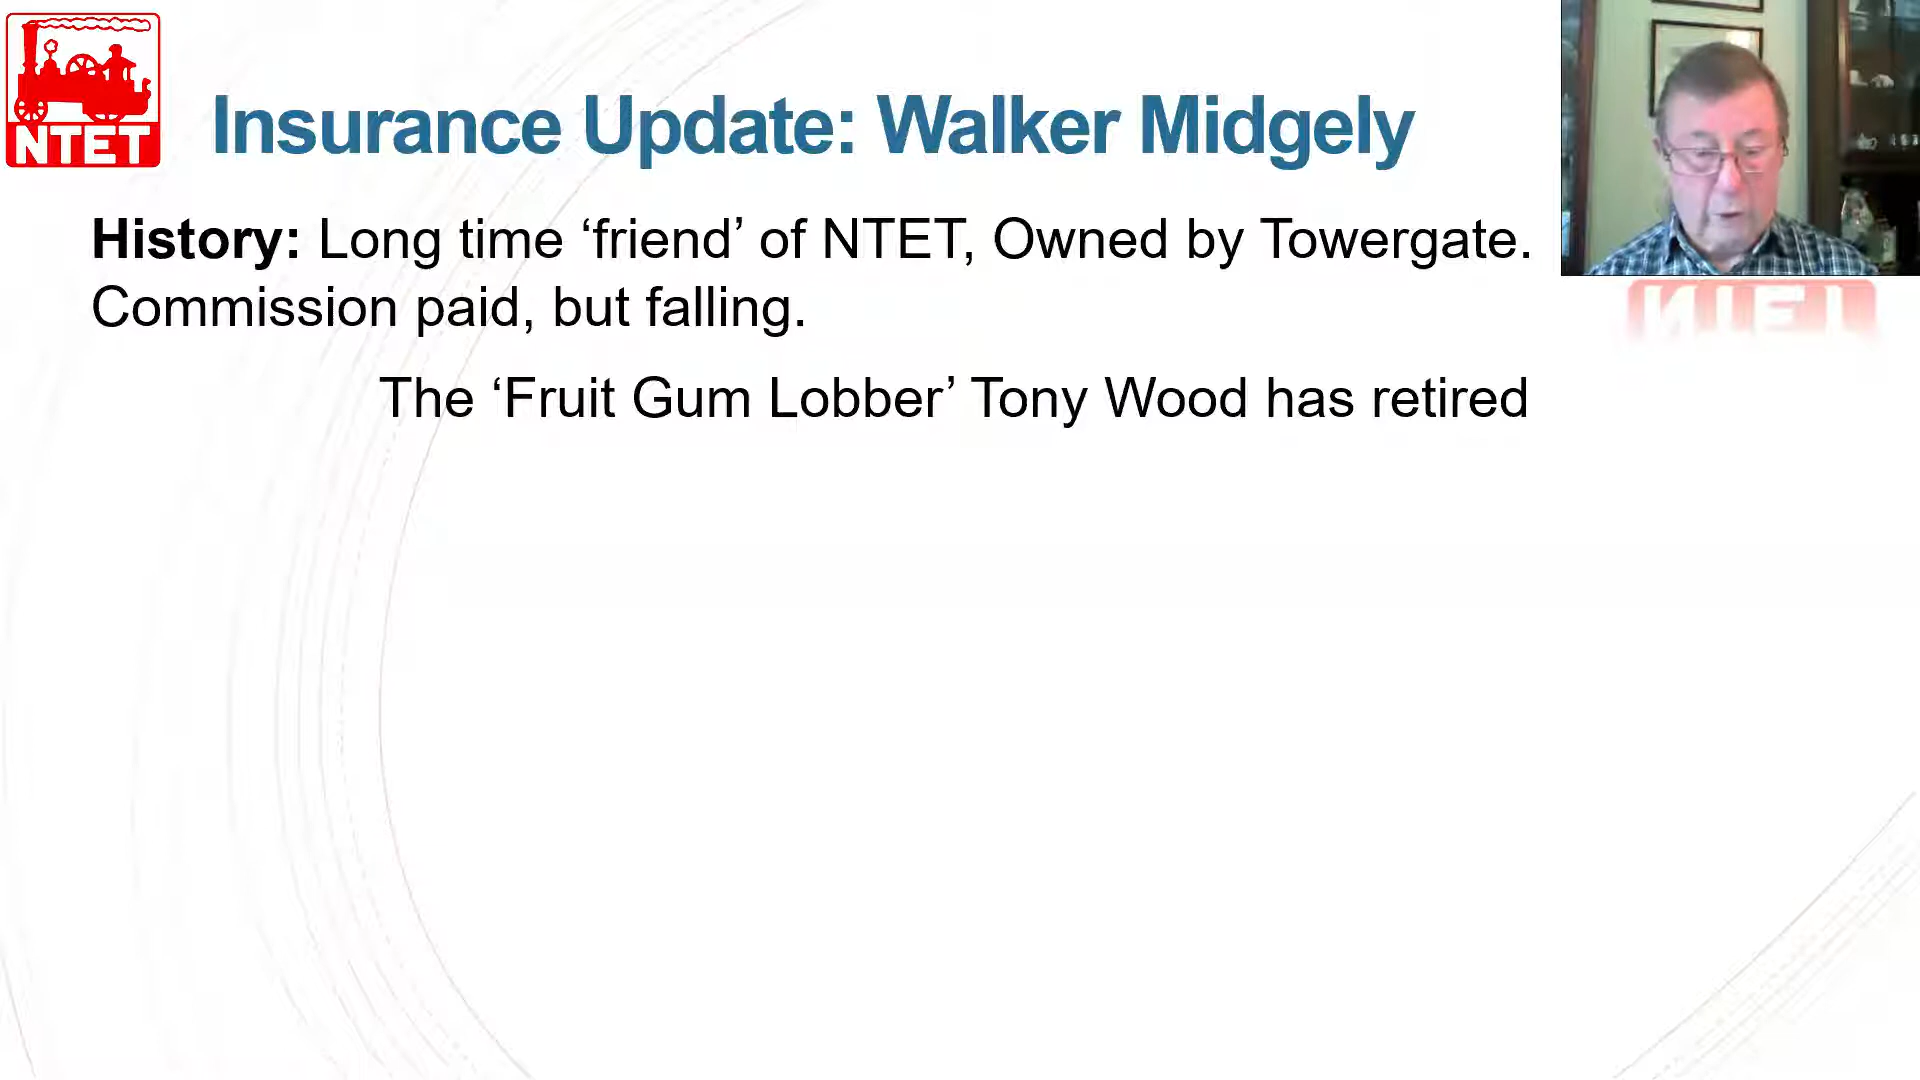 NTET
Insurance Update: Walker Midgely
History: Long time ‘friend’ of NTET, Owned by Towergate.
Commission paid, but falling.
NTET
The ‘Fruit Gum Lobber’ Tony Wood has retired